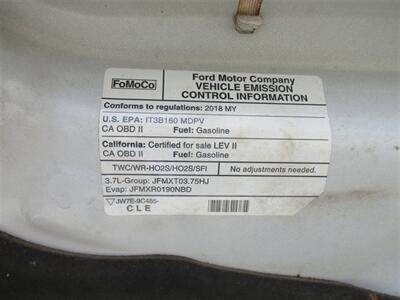 FoMoCo
Ford Motor Company
VEHICLE EMISSION
CONTROL INFORMATION
Conforms to regulations: 2018 MY
U.S. EPA: IT3B160 MDPV
CA OBD II Fuel: Gasoline
California: Certified for sale LEV II
CA OBD II Fuel: Gasoline
TWC/WR-HO2S/HO2S/SFI No adjustments needed.
3.7L-Group: JFMXT03.75HJ
Evap: JFMXR0190NBD
JW7E-9C485-
CLE